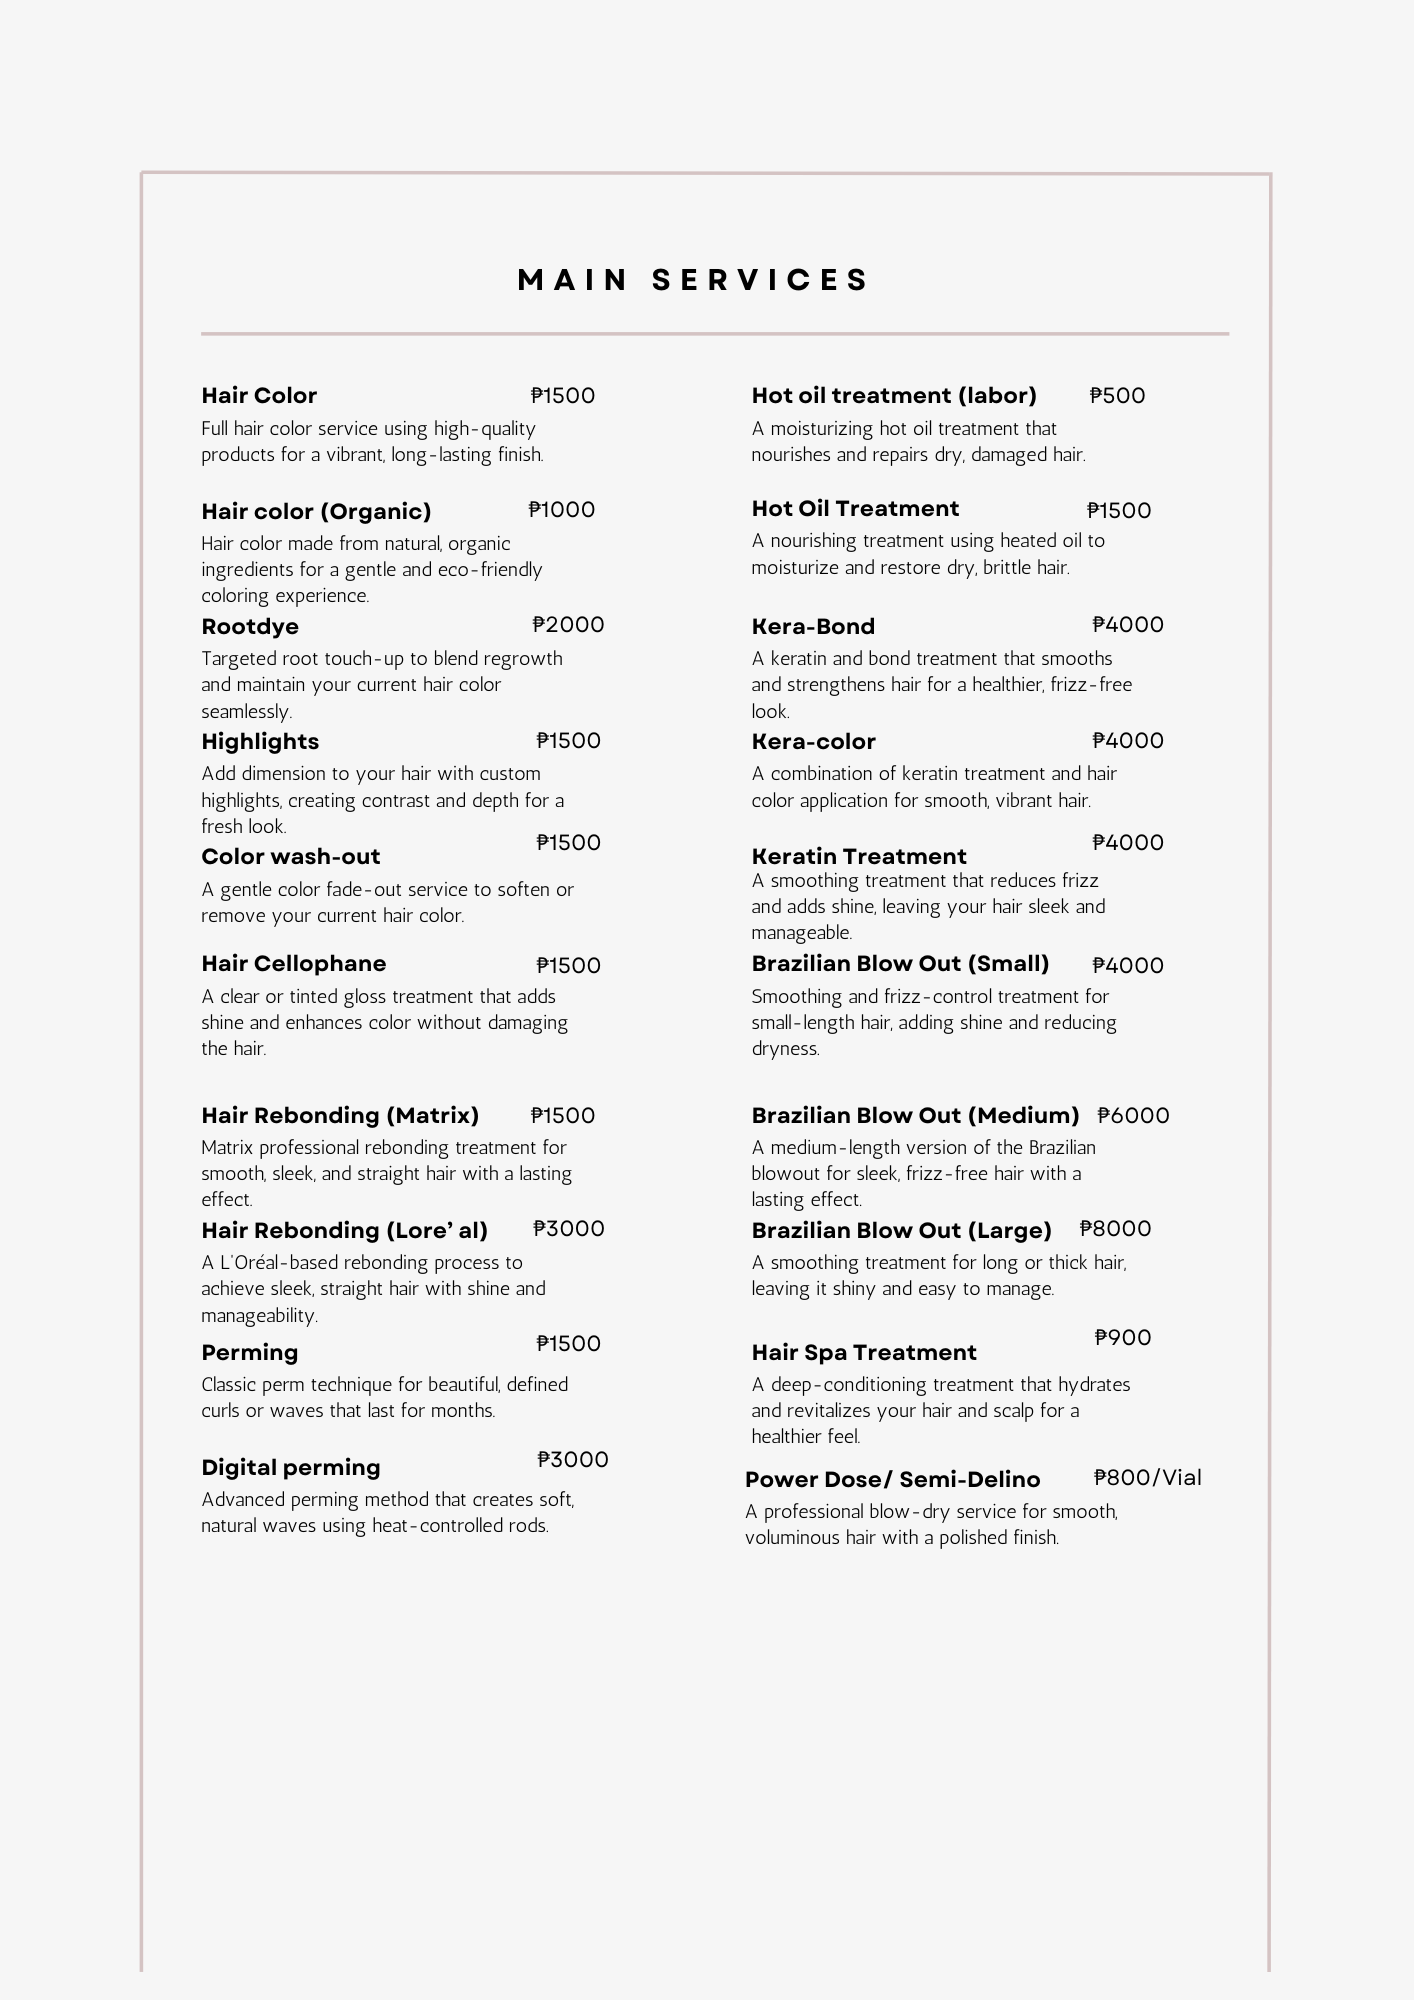 MAIN SERVICES
Hair Color ₱1500
Full hair color service using high-quality
products for a vibrant, long-lasting finish.
Hair color (Organic) ₱1000
Hair color made from natural, organic
ingredients for a gentle and eco-friendly
coloring experience.
Rootdye ₱2000
Targeted root touch-up to blend regrowth
and maintain your current hair color
seamlessly.
Highlights ₱1500
Add dimension to your hair with custom
highlights, creating contrast and depth for a
fresh look.
Color wash-out ₱1500
A gentle color fade-out service to soften or
remove your current hair color.
Hair Cellophane ₱1500
A clear or tinted gloss treatment that adds
shine and enhances color without damaging
the hair.
Hair Rebonding (Matrix) ₱1500
Matrix professional rebonding treatment for
smooth, sleek, and straight hair with a lasting
effect.
Hair Rebonding (Lore’ al) ₱3000
A L'Oréal-based rebonding process to
achieve sleek, straight hair with shine and
manageability.
Perming ₱1500
Classic perm technique for beautiful, defined
curls or waves that last for months.
Digital perming ₱3000
Advanced perming method that creates soft,
natural waves using heat-controlled rods.
Hot oil treatment (labor) ₱500
A moisturizing hot oil treatment that
nourishes and repairs dry, damaged hair.
Hot Oil Treatment ₱1500
A nourishing treatment using heated oil to
moisturize and restore dry, brittle hair.
Kera-Bond ₱4000
A keratin and bond treatment that smooths
and strengthens hair for a healthier, frizz-free
look.
Kera-color ₱4000
A combination of keratin treatment and hair
color application for smooth, vibrant hair.
Keratin Treatment ₱4000
A smoothing treatment that reduces frizz
and adds shine, leaving your hair sleek and
manageable.
Brazilian Blow Out (Small) ₱4000
Smoothing and frizz-control treatment for
small-length hair, adding shine and reducing
dryness.
Brazilian Blow Out (Medium) ₱6000
A medium-length version of the Brazilian
blowout for sleek, frizz-free hair with a
lasting effect.
Brazilian Blow Out (Large) ₱8000
A smoothing treatment for long or thick hair,
leaving it shiny and easy to manage.
Hair Spa Treatment ₱900
A deep-conditioning treatment that hydrates
and revitalizes your hair and scalp for a
healthier feel.
Power Dose/ Semi-Delino ₱800/Vial
A professional blow-dry service for smooth,
voluminous hair with a polished finish.